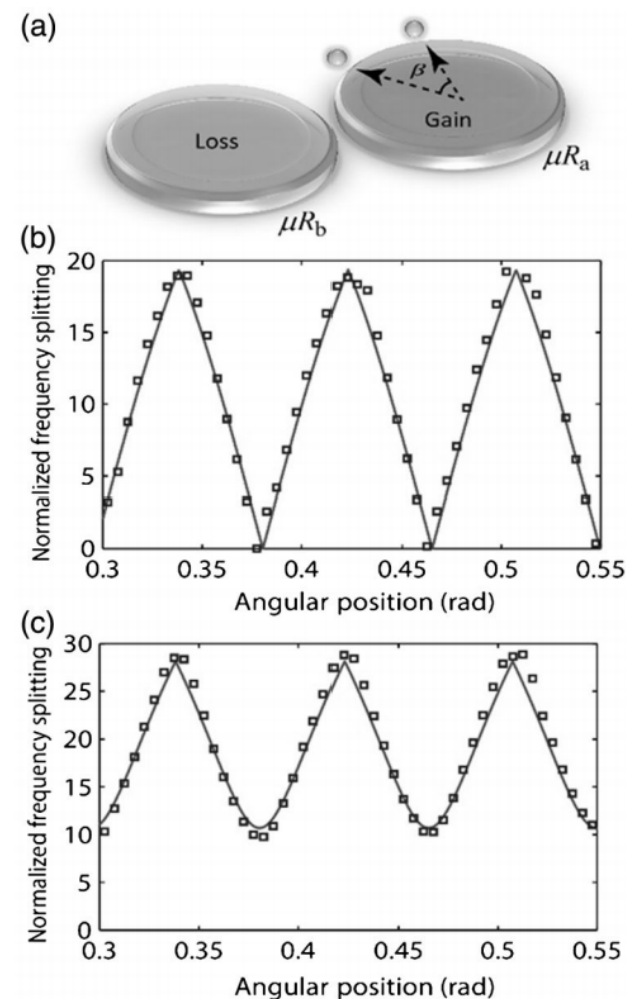 (a)
β
Loss
Gain
μRa
μRb
(b)
Normalized frequency splitting
20
15
10
5
0
0.3 0.35 0.4 0.45 0.5 0.55
Angular position (rad)
(c)
Normalized frequency splitting
30
25
20
15
10
5
0
0.3 0.35 0.4 0.45 0.5 0.55
Angular position (rad)